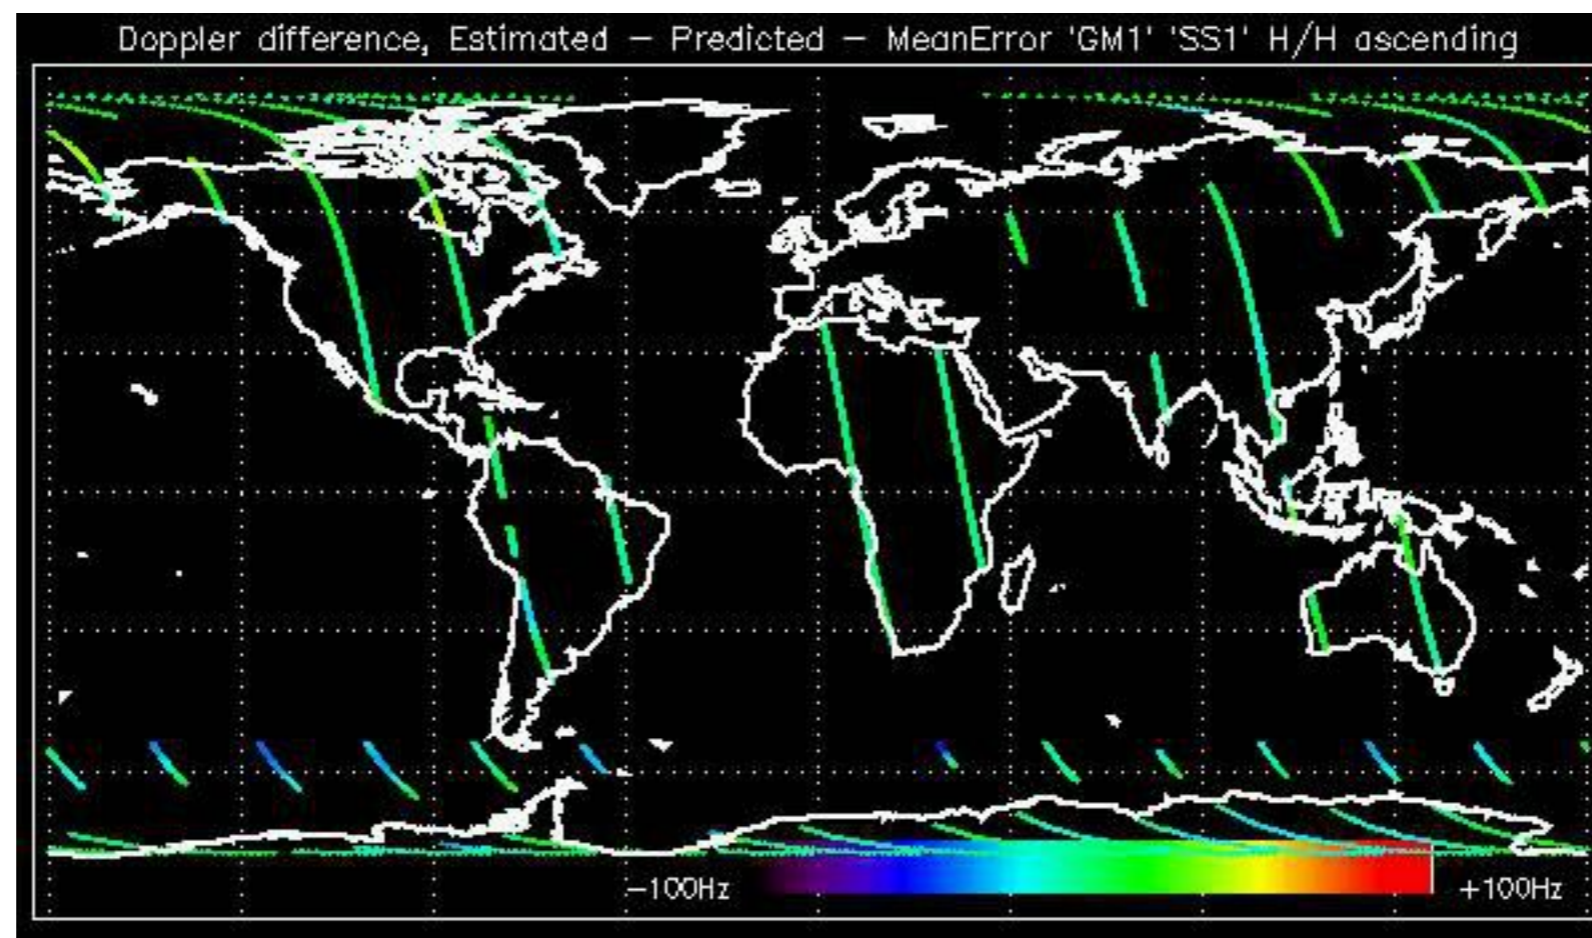 Doppler difference, Estimated – Predicted – MeanError 'GM1' 'SS1' H/H ascending
–100Hz +100Hz